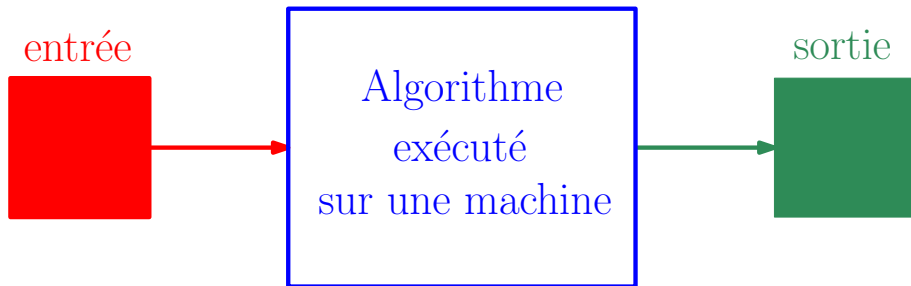 entrée
Algorithme
exécuté
sur une machine
sortie